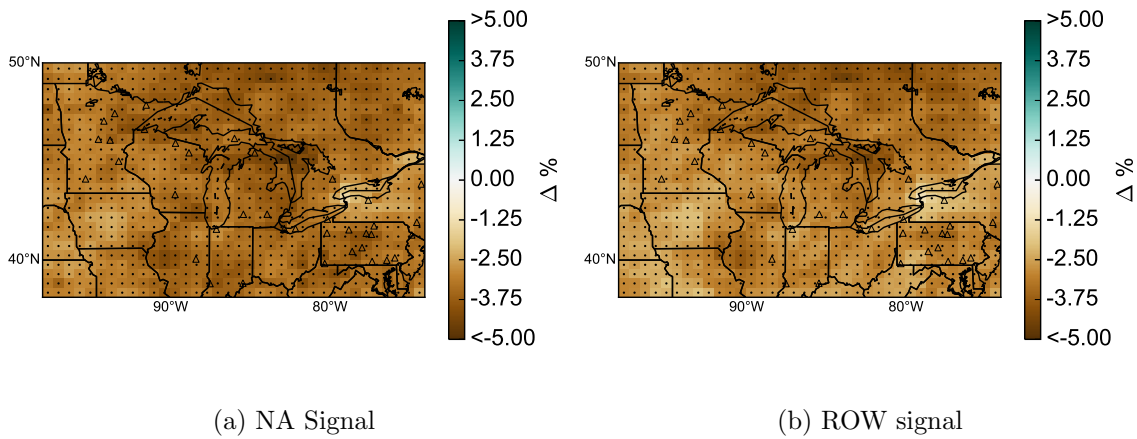 50°N
40°N
90°W
80°W
>5.00
3.75
2.50
1.25
0.00
-1.25
-2.50
-3.75
<-5.00
Δ %
90°W
80°W
>5.00
3.75
2.50
1.25
0.00
-1.25
-2.50
-3.75
<-5.00
Δ %
50°N
40°N
(a) NA Signal
(b) ROW signal